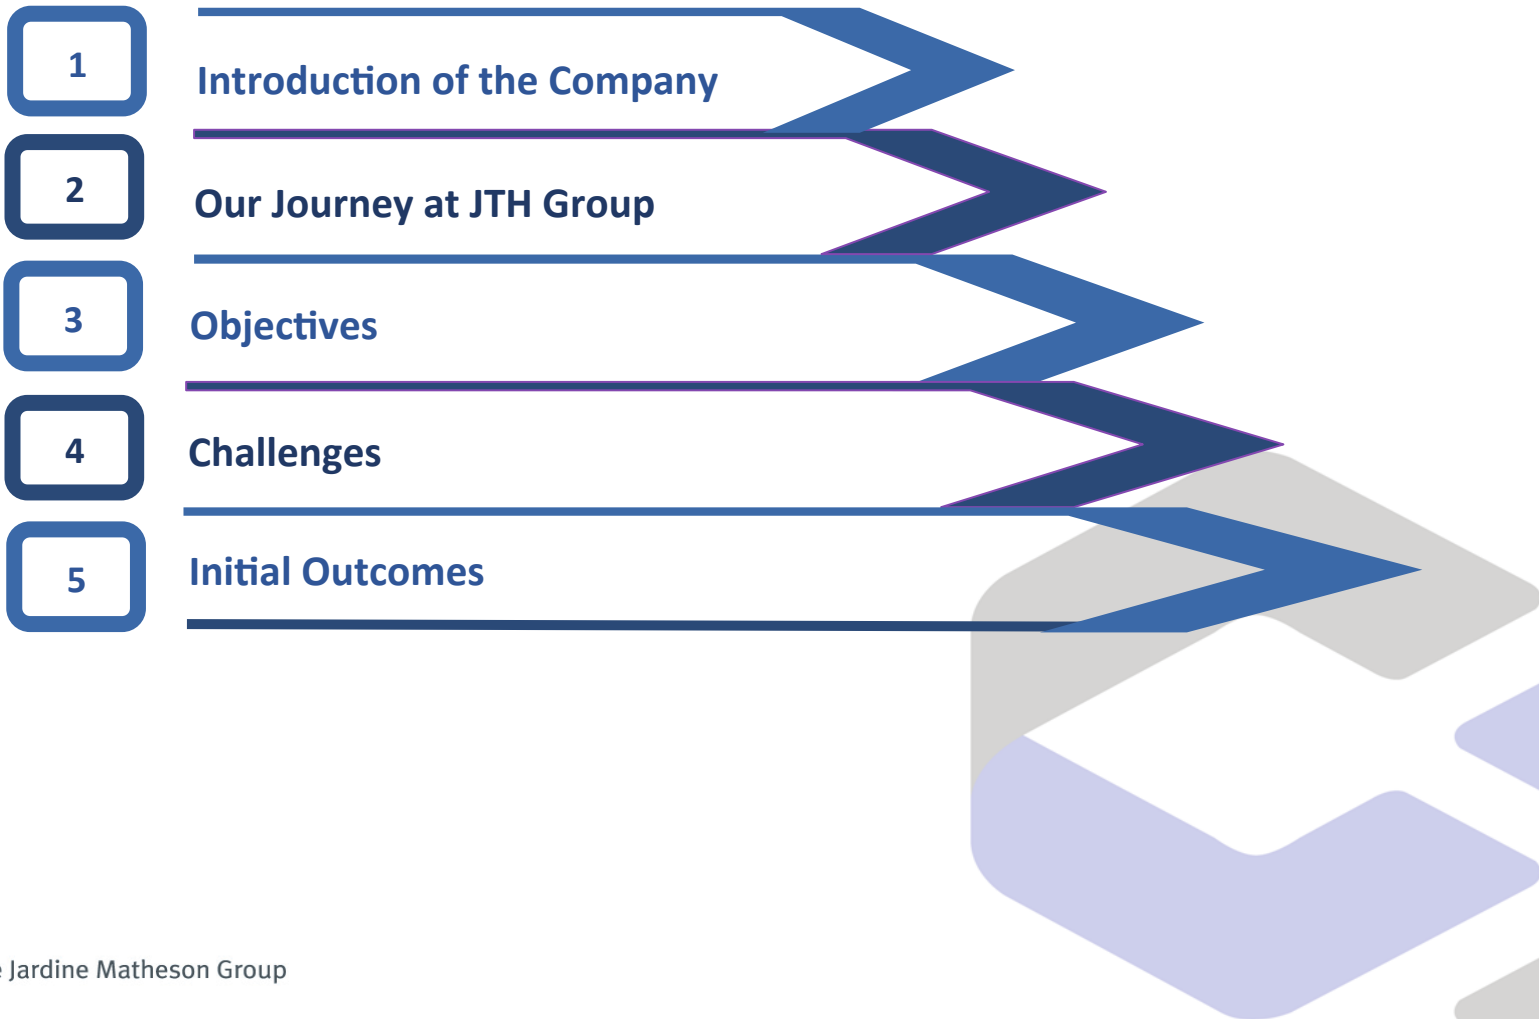 1
Introduction of the Company
2
Our Journey at JTH Group
3
Objectives
4
Challenges
5
Initial Outcomes
Jardine Matheson Group